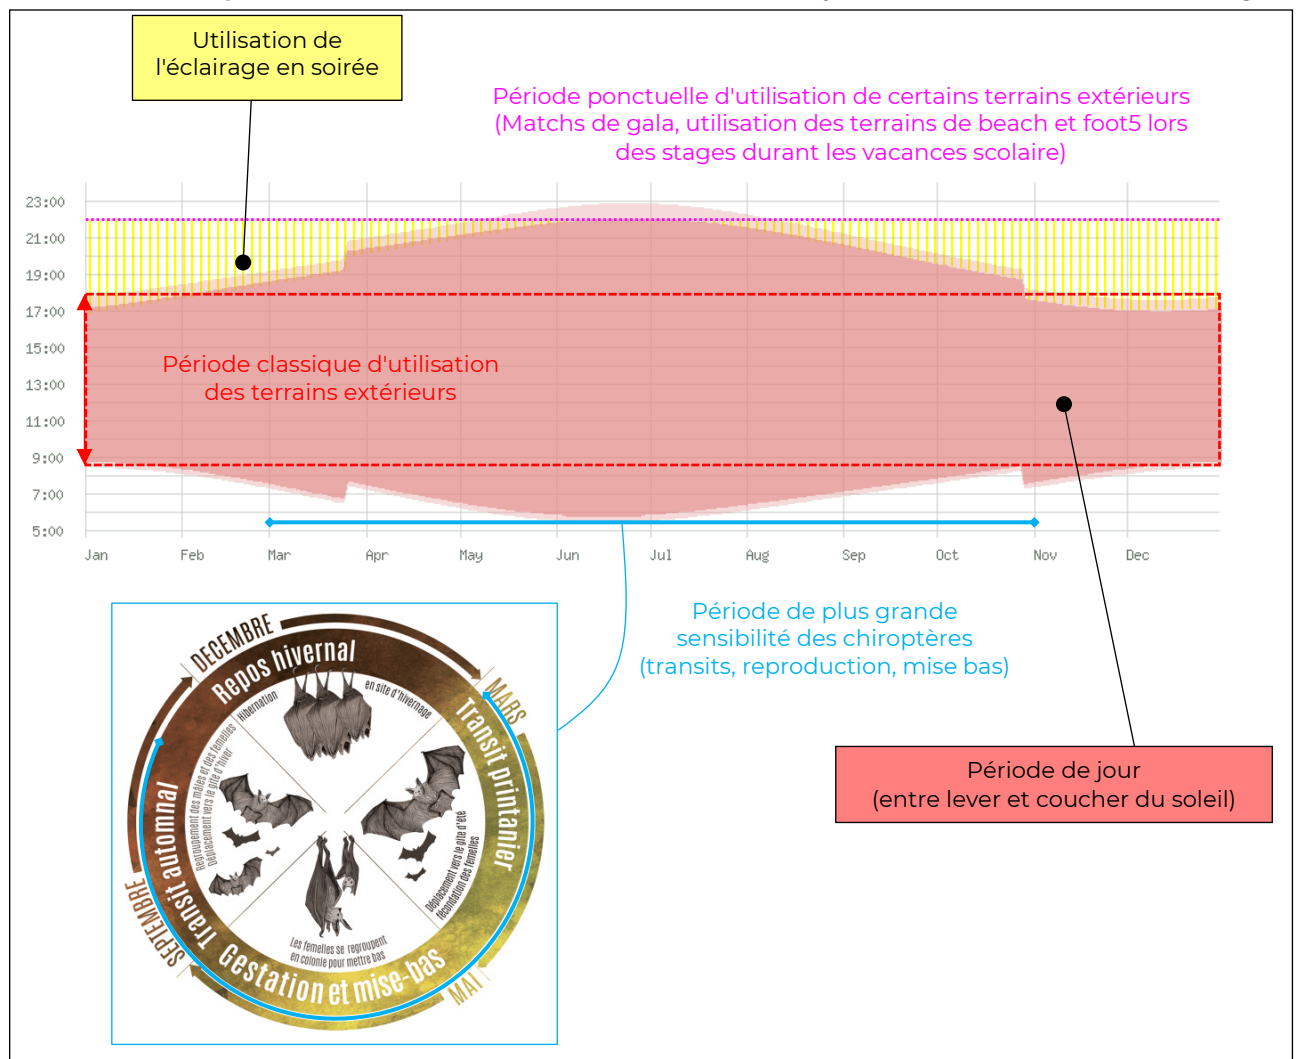 Utilisation de
l'éclairage en soirée
Période ponctuelle d'utilisation de certains terrains extérieurs
(Matchs de gala, utilisation des terrains de beach et foot5 lors
des stages durant les vacances scolaire)
23:00
21:00
19:00
17:00
15:00
13:00
11:00
9:00
7:00
5:00
Période classique d'utilisation
des terrains extérieurs
Jan Feb Mar Apr May Jun Jul Aug Sep Oct Nov Dec
Période de plus grande
sensibilité des chiroptères
(transits, reproduction, mise bas)
Période de jour
(entre lever et coucher du soleil)
DECEMBRE
Repos hivernal
Hibernation
en site d'hivernage
MARS
Transit printanier
Déplacement vers le gîte d'été
fécondation des femelles
MAI
Gestation et mise-bas
Les femelles se regroupent
en colonie pour mettre bas
SEPTEMBRE
Transit automnal
Regroupement des mâles et des femelles
Déplacement vers le gîte d'hiver